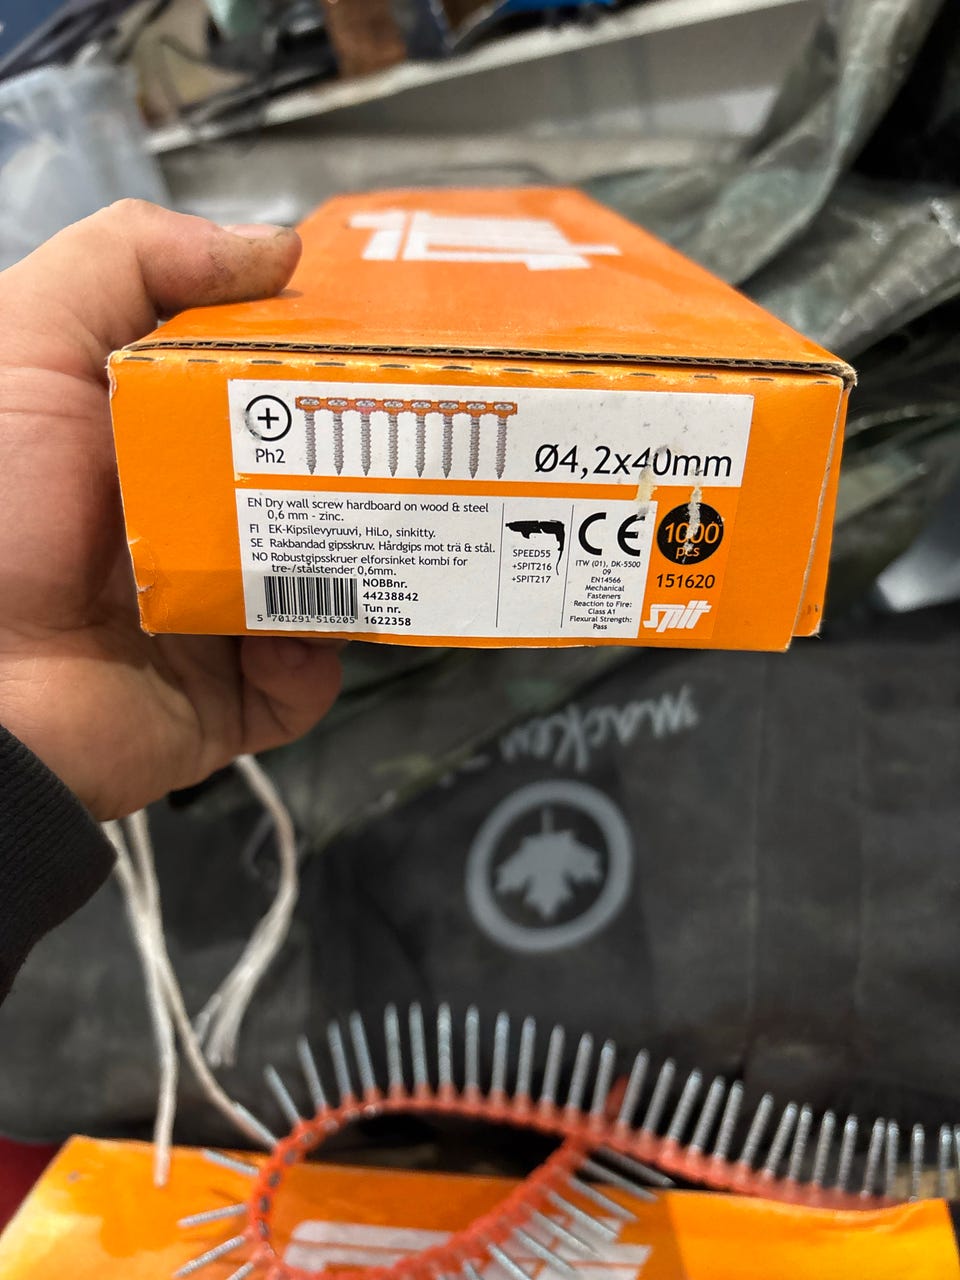 spit
Ph2
Ø4,2x40mm
EN Dry wall screw hardboard on wood & steel
0,6 mm - zinc.
FI EK-Kipsilevyruuvi, HiLo, sinkitty.
SE Rakbandad gipsskruv. Hårdgips mot trä & stål.
NO Robustgipsskruer elforsinket kombi for
tre-/stålstender 0,6mm.
NOBBnr.
44238842
Tun nr.
1622358
5 701291 516205
SPEED55
+SPIT216
+SPIT217
CE
ITW (01), DK-5500
09
EN14566
Mechanical
Fasteners
Reaction to Fire:
Class A1
Flexural Strength:
Pass
1000
pcs
151620
spit